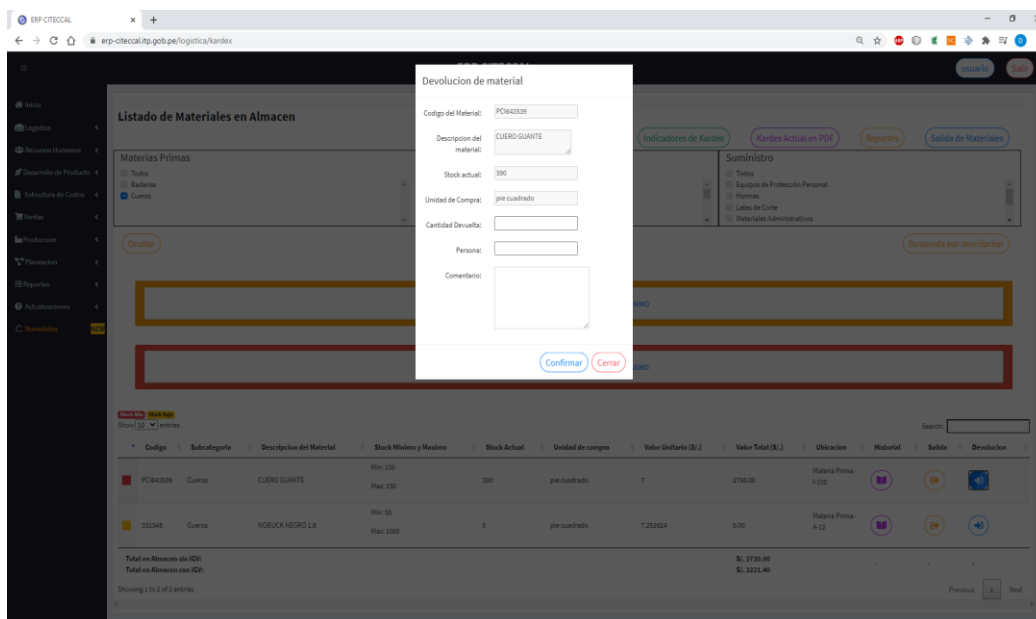 ERP CITECCAL
erp-citeccal.itp.gob.pe/logistica/kardex
usuario
Salir
Inicio
Logistica
Recursos Humanos
Desarrollo de Producto
Estructura de Costos
Ventas
Produccion
Planeacion
Reportes
Actualizaciones
Novedades
NEW
Listado de Materiales en Almacen
Indicadores de Kardex
Kardex Actual en PDF
Reportes
Salida de Materiales
Materias Primas
Todos
Badanas
Cueros
Suministro
Todos
Equipos de Protección Personal
Hormas
Latas de Corte
Materiales Administrativos
Ocultar
Busqueda por descripcion
Devolucion de material
Codigo del Material: PCI643539
Descripcion del material: CUERO GUANTE
Stock actual: 390
Unidad de Compra: pie cuadrado
Cantidad Devuelta:
Persona:
Comentario:
Confirmar
Cerrar
Stock Alto Stock Bajo
Show 20 entries
Search:
Codigo Subcategoria Descripcion del Material Stock Minimo y Maximo Stock Actual Unidad de compra Valor Unitario (S/.) Valor Total (S/.) Ubicacion Historial Salida Devolucion
PCI643539 Cueros CUERO GUANTE Min: 100 Max: 100 390 pie cuadrado 7 2730.00 Materia Prima - I-100
531548 Cueros NOBUCK NEGRO 1.8 Min: 50 Max: 1000 0 pie cuadrado 7.252824 0.00 Materia Prima - A-12
Total en Almacen sin IGV: S/. 2730.00
Total en Almacen con IGV: S/. 3221.40
Showing 1 to 2 of 2 entries
Previous 1 Next